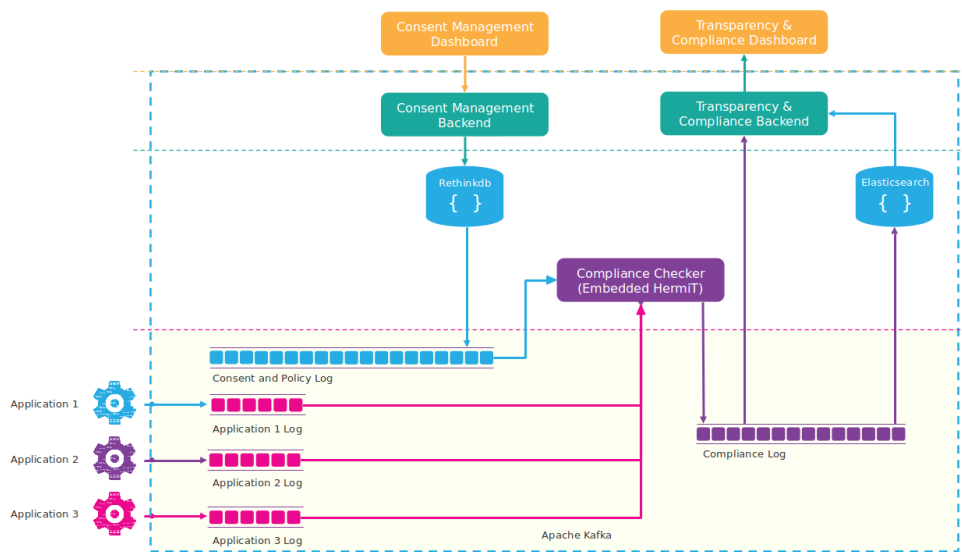 Consent Management
Dashboard
Transparency &
Compliance Dashboard
Consent Management
Backend
Transparency &
Compliance Backend
Rethinkdb
{ }
Elasticsearch
{ }
Compliance Checker
(Embedded HermiT)
Consent and Policy Log
Application 1
Application 1 Log
Application 2
Application 2 Log
Compliance Log
Application 3
Application 3 Log
Apache Kafka